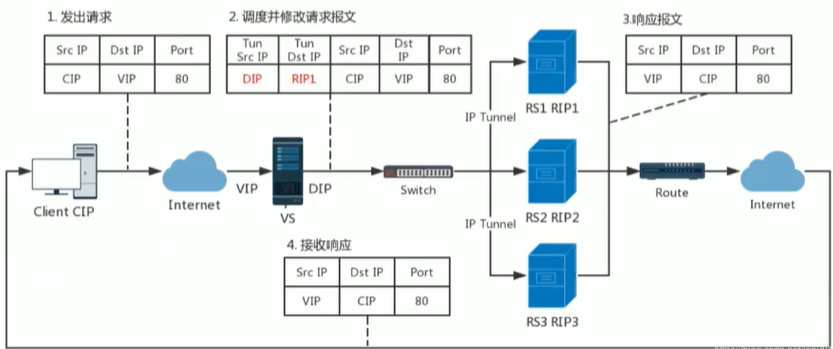 1. 发出请求
Src IP Dst IP Port
CIP VIP 80
2. 调度并修改请求报文
Tun Src IP Tun Dst IP Src IP Dst IP Port
DIP RIP1 CIP VIP 80
3.响应报文
Src IP Dst IP Port
VIP CIP 80
RS1 RIP1
IP Tunnel
Client CIP
Internet
VIP
DIP
VS
Switch
RS2 RIP2
Route
Internet
IP Tunnel
4. 接收响应
Src IP Dst IP Port
VIP CIP 80
RS3 RIP3